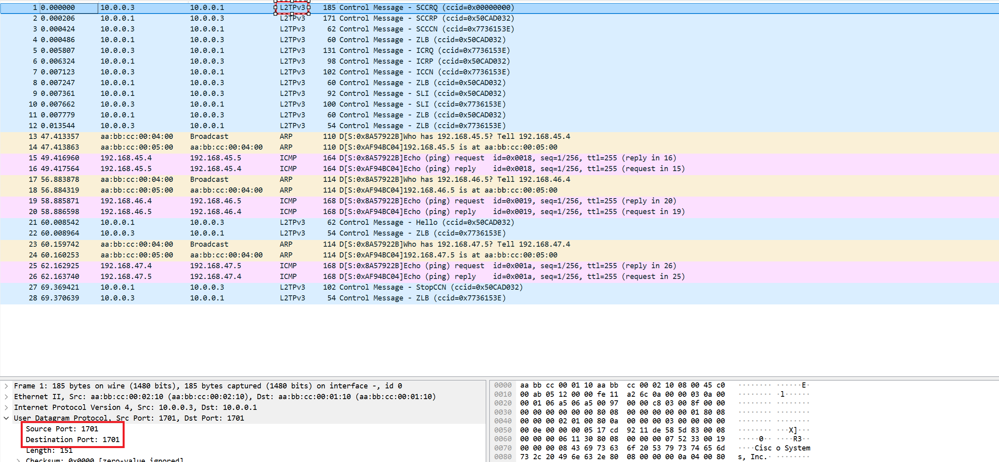 1 0.000000 10.0.0.3 10.0.0.1 L2TPv3 185 Control Message - SCCRQ (ccid=0x00000000)
2 0.000206 10.0.0.1 10.0.0.3 L2TPv3 171 Control Message - SCCRP (ccid=0x50CAD032)
3 0.000424 10.0.0.3 10.0.0.1 L2TPv3 62 Control Message - SCCCN (ccid=0x7736153E)
4 0.000486 10.0.0.1 10.0.0.3 L2TPv3 60 Control Message - ZLB (ccid=0x50CAD032)
5 0.005807 10.0.0.3 10.0.0.1 L2TPv3 131 Control Message - ICRQ (ccid=0x7736153E)
6 0.006324 10.0.0.1 10.0.0.3 L2TPv3 98 Control Message - ICRP (ccid=0x50CAD032)
7 0.007123 10.0.0.3 10.0.0.1 L2TPv3 102 Control Message - ICCN (ccid=0x7736153E)
8 0.007247 10.0.0.1 10.0.0.3 L2TPv3 60 Control Message - ZLB (ccid=0x50CAD032)
9 0.007361 10.0.0.1 10.0.0.3 L2TPv3 92 Control Message - SLI (ccid=0x50CAD032)
10 0.007662 10.0.0.3 10.0.0.1 L2TPv3 100 Control Message - SLI (ccid=0x7736153E)
11 0.007779 10.0.0.1 10.0.0.3 L2TPv3 60 Control Message - ZLB (ccid=0x50CAD032)
12 0.013544 10.0.0.3 10.0.0.1 L2TPv3 54 Control Message - ZLB (ccid=0x7736153E)
13 47.413357 aa:bb:cc:00:04:00 Broadcast ARP 110 D[S:0x8A57922B]Who has 192.168.45.5? Tell 192.168.45.4
14 47.413863 aa:bb:cc:00:05:00 aa:bb:cc:00:04:00 ARP 110 D[S:0xAF94BC04]192.168.45.5 is at aa:bb:cc:00:05:00
15 49.416960 192.168.45.4 192.168.45.5 ICMP 164 D[S:0x8A57922B]Echo (ping) request id=0x0018, seq=1/256, ttl=255 (reply in 16)
16 49.417564 192.168.45.5 192.168.45.4 ICMP 164 D[S:0xAF94BC04]Echo (ping) reply id=0x0018, seq=1/256, ttl=255 (request in 15)
17 56.883878 aa:bb:cc:00:04:00 Broadcast ARP 114 D[S:0x8A57922B]Who has 192.168.46.5? Tell 192.168.46.4
18 56.884319 aa:bb:cc:00:05:00 aa:bb:cc:00:04:00 ARP 114 D[S:0xAF94BC04]192.168.46.5 is at aa:bb:cc:00:05:00
19 58.885871 192.168.46.4 192.168.46.5 ICMP 168 D[S:0x8A57922B]Echo (ping) request id=0x0019, seq=1/256, ttl=255 (reply in 20)
20 58.886598 192.168.46.5 192.168.46.4 ICMP 168 D[S:0xAF94BC04]Echo (ping) reply id=0x0019, seq=1/256, ttl=255 (request in 19)
21 60.008542 10.0.0.1 10.0.0.3 L2TPv3 62 Control Message - Hello (ccid=0x50CAD032)
22 60.008964 10.0.0.3 10.0.0.1 L2TPv3 54 Control Message - ZLB (ccid=0x7736153E)
23 60.159742 aa:bb:cc:00:04:00 Broadcast ARP 114 D[S:0x8A57922B]Who has 192.168.47.5? Tell 192.168.47.4
24 60.160253 aa:bb:cc:00:05:00 aa:bb:cc:00:04:00 ARP 114 D[S:0xAF94BC04]192.168.47.5 is at aa:bb:cc:00:05:00
25 62.162925 192.168.47.4 192.168.47.5 ICMP 168 D[S:0x8A57922B]Echo (ping) request id=0x001a, seq=1/256, ttl=255 (reply in 26)
26 62.163740 192.168.47.5 192.168.47.4 ICMP 168 D[S:0xAF94BC04]Echo (ping) reply id=0x001a, seq=1/256, ttl=255 (request in 25)
27 69.369421 10.0.0.1 10.0.0.3 L2TPv3 102 Control Message - StopCCN (ccid=0x50CAD032)
28 69.370639 10.0.0.3 10.0.0.1 L2TPv3 54 Control Message - ZLB (ccid=0x7736153E)
Frame 1: 185 bytes on wire (1480 bits), 185 bytes captured (1480 bits) on interface -, id 0
Ethernet II, Src: aa:bb:cc:00:02:10 (aa:bb:cc:00:02:10), Dst: aa:bb:cc:00:01:10 (aa:bb:cc:00:01:10)
Internet Protocol Version 4, Src: 10.0.0.3, Dst: 10.0.0.1
User Datagram Protocol, Src Port: 1701, Dst Port: 1701
Source Port: 1701
Destination Port: 1701
Length: 151
Checksum: 0x0000 [zero-value ignored]
0000 aa bb cc 00 01 10 aa bb cc 00 02 10 08 00 45 c0 ········ ······E·
0010 00 ab 05 12 00 00 fe 11 a2 6c 0a 00 00 03 0a 00 ········ ·l······
0020 00 01 06 a5 06 a5 00 97 00 00 c8 03 00 8f 00 00 ········ ········
0030 00 00 00 00 00 00 80 08 00 00 00 00 00 01 80 08 ········ ········
0040 00 00 00 02 01 00 80 0a 00 00 00 03 00 00 00 00 ········ ········
0050 00 0e 00 00 00 05 17 cd 92 11 de 58 5d 83 00 08 ········ ···X]···
0060 00 00 00 06 11 30 80 08 00 00 00 07 52 33 00 19 ·····0·· ····R3··
0070 00 00 00 08 43 69 73 63 6f 20 53 79 73 74 65 6d ····Cisc o System
0080 73 2c 20 49 6e 63 2e 80 08 00 00 00 0a 04 00 80 s, Inc.· ········